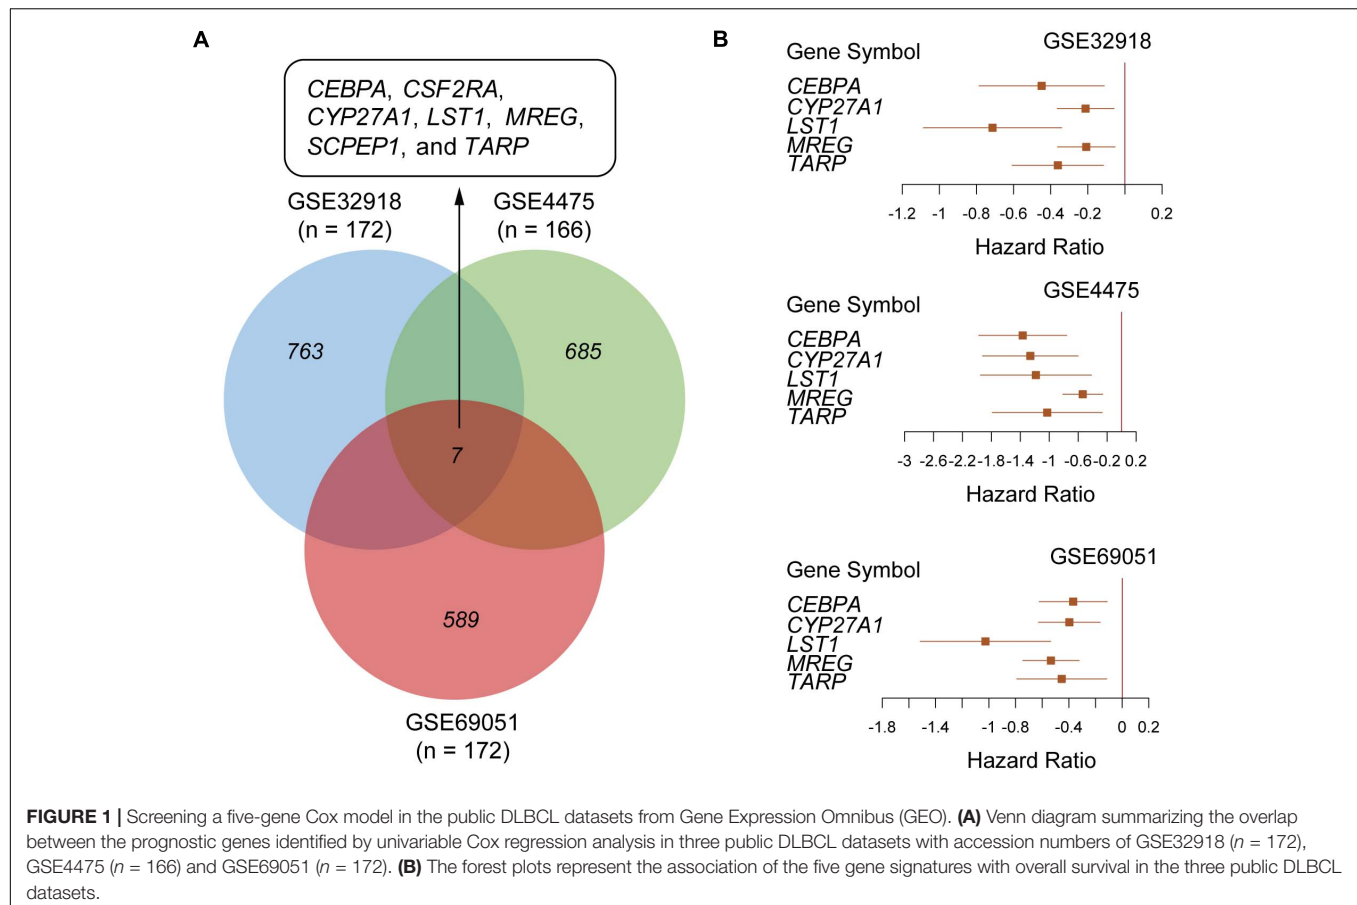 A
CEBPA, CSF2RA,
CYP27A1, LST1, MREG,
SCPEP1, and TARP
GSE32918
(n = 172)
GSE4475
(n = 166)
763
685
7
589
GSE69051
(n = 172)
B
GSE32918
Gene Symbol
CEBPA
CYP27A1
LST1
MREG
TARP
-1.2 -1 -0.8 -0.6 -0.4 -0.2 0.2
Hazard Ratio
GSE4475
Gene Symbol
CEBPA
CYP27A1
LST1
MREG
TARP
-3 -2.6 -2.2 -1.8 -1.4 -1 -0.6 -0.2 0.2
Hazard Ratio
GSE69051
Gene Symbol
CEBPA
CYP27A1
LST1
MREG
TARP
-1.8 -1.4 -1 -0.8 -0.4 0 0.2
Hazard Ratio
FIGURE 1 | Screening a five-gene Cox model in the public DLBCL datasets from Gene Expression Omnibus (GEO). (A) Venn diagram summarizing the overlap
between the prognostic genes identified by univariable Cox regression analysis in three public DLBCL datasets with accession numbers of GSE32918 (n = 172),
GSE4475 (n = 166) and GSE69051 (n = 172). (B) The forest plots represent the association of the five gene signatures with overall survival in the three public DLBCL
datasets.